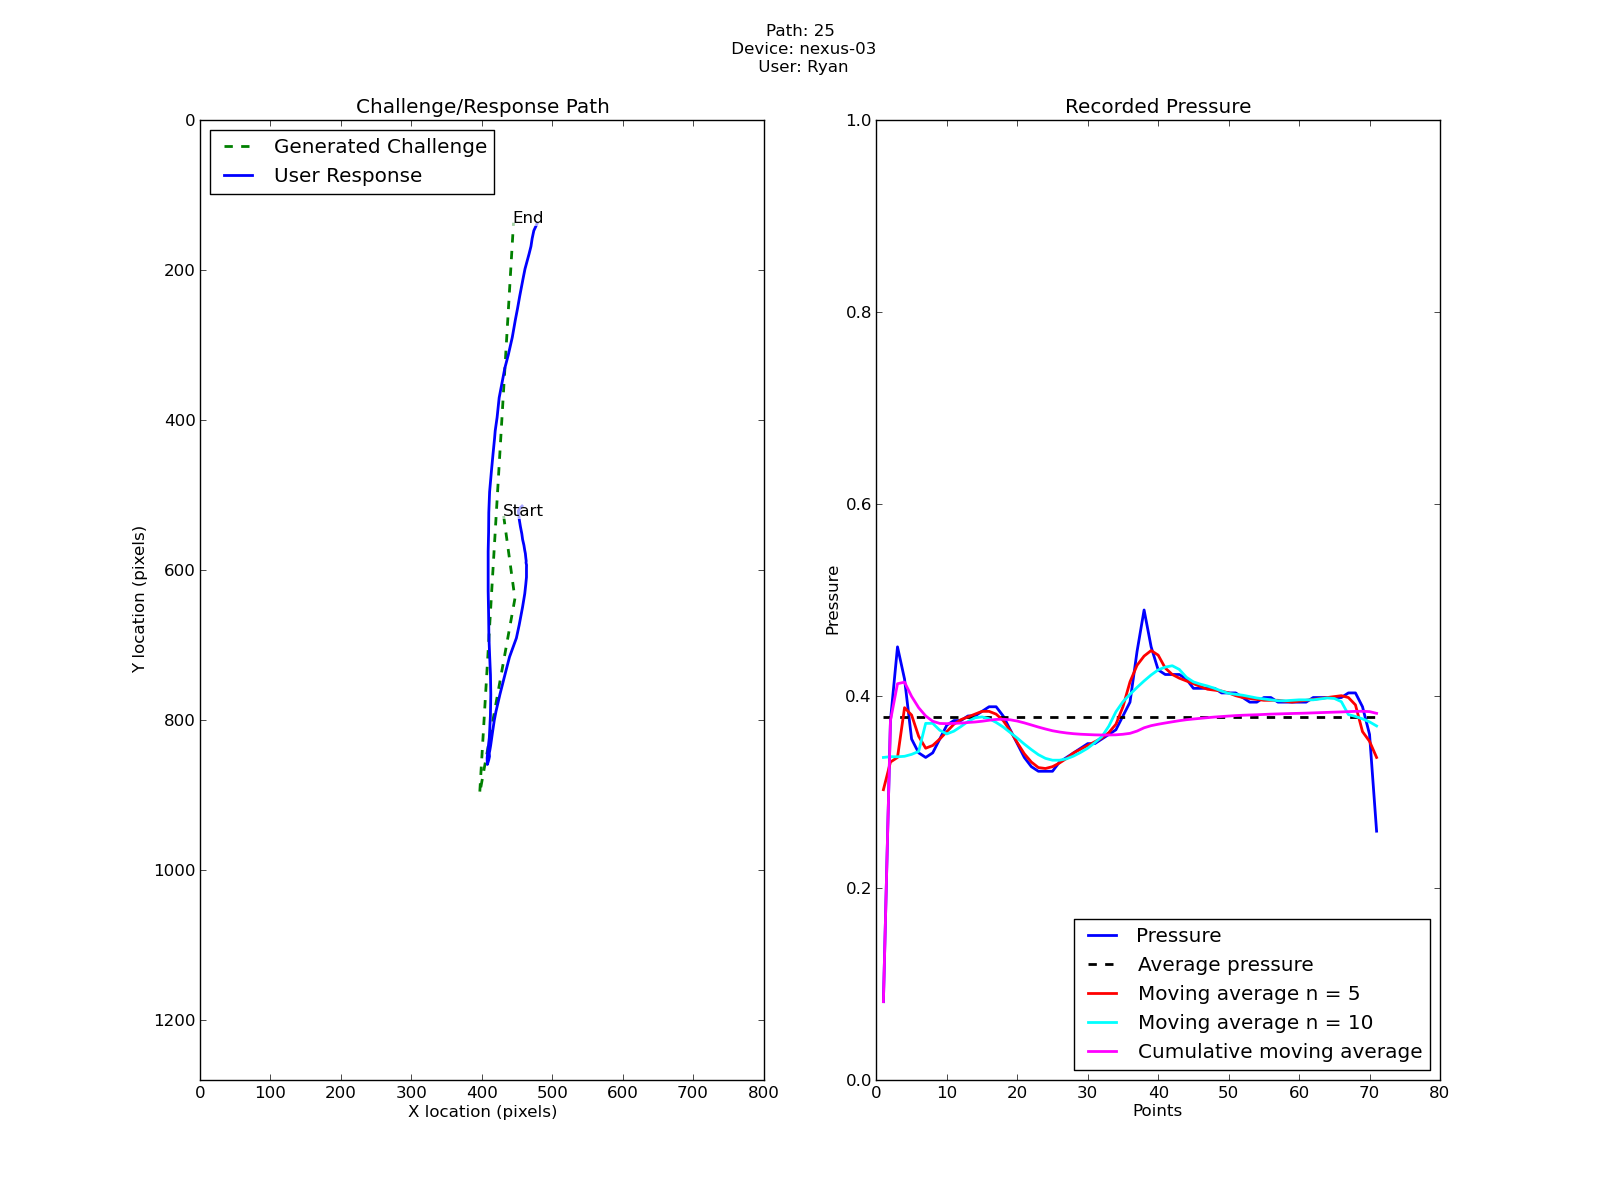 Path: 25
Device: nexus-03
User: Ryan
Challenge/Response Path
Generated Challenge
User Response
End
Start
0
200
400
600
800
1000
1200
Y location (pixels)
0 100 200 300 400 500 600 700 800
X location (pixels)
Recorded Pressure
1.0
0.8
0.6
0.4
0.2
0.0
Pressure
Pressure
Average pressure
Moving average n = 5
Moving average n = 10
Cumulative moving average
0 10 20 30 40 50 60 70 80
Points